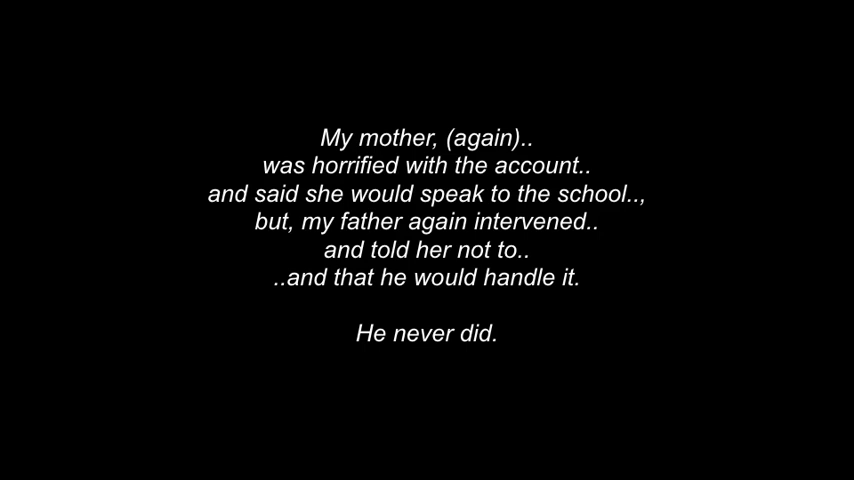 My mother, (again)..
was horrified with the account..
and said she would speak to the school..,
but, my father again intervened..
and told her not to..
..and that he would handle it.
He never did.